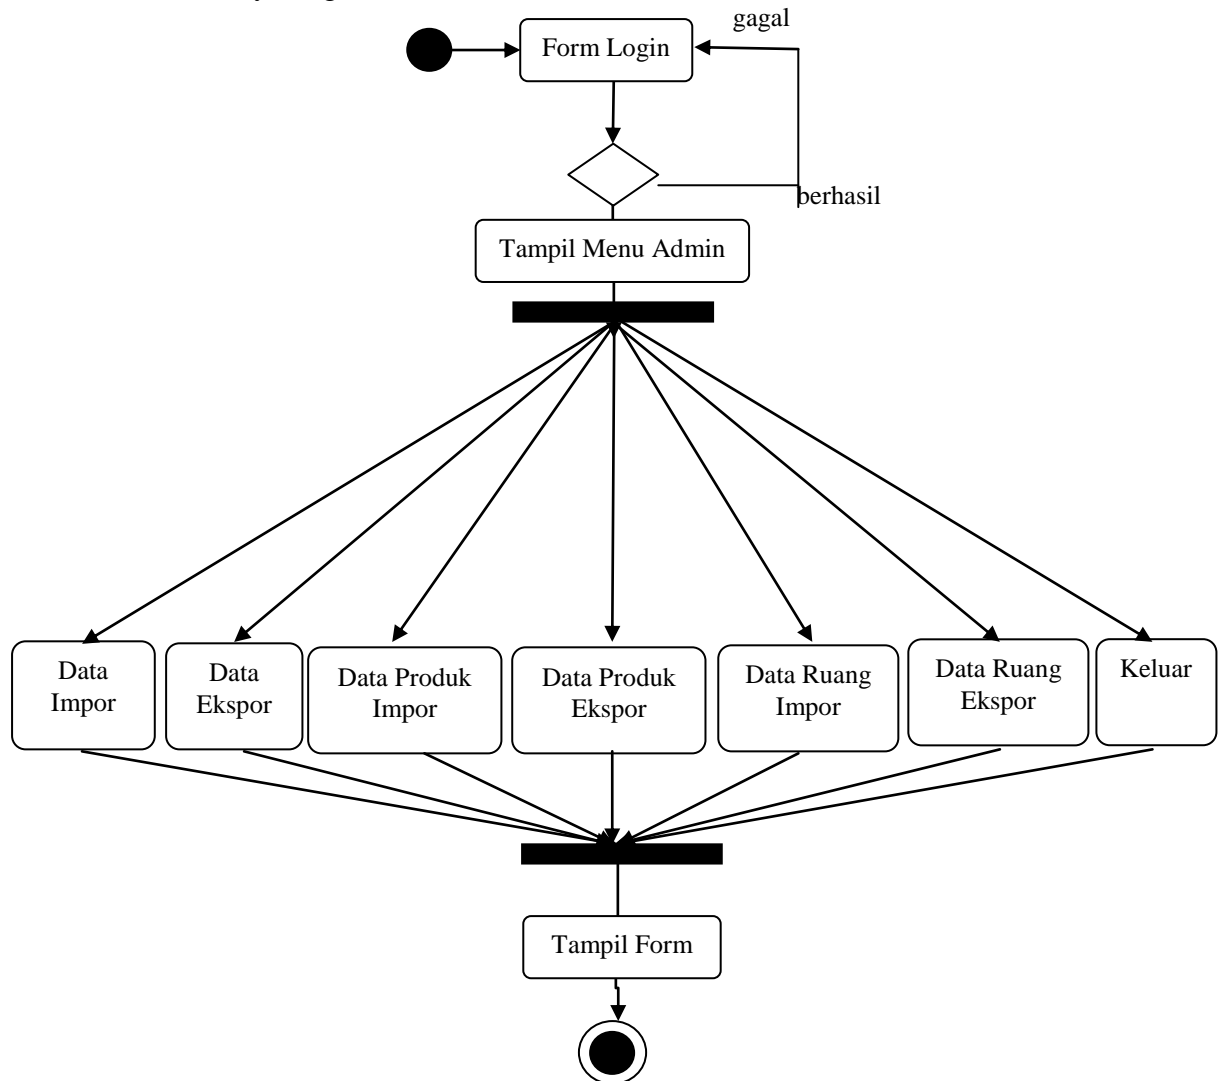 gagal
Form Login
berhasil
Tampil Menu Admin
Data
Impor
Data
Ekspor
Data Produk
Impor
Data Produk
Ekspor
Data Ruang
Impor
Data Ruang
Ekspor
Keluar
Tampil Form